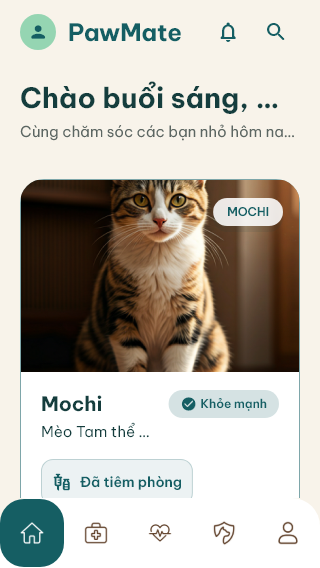 PawMate
Chào buổi sáng, ...
Cùng chăm sóc các bạn nhỏ hôm na...
MOCHI
Mochi
Khỏe mạnh
Mèo Tam thể ...
Đã tiêm phòng